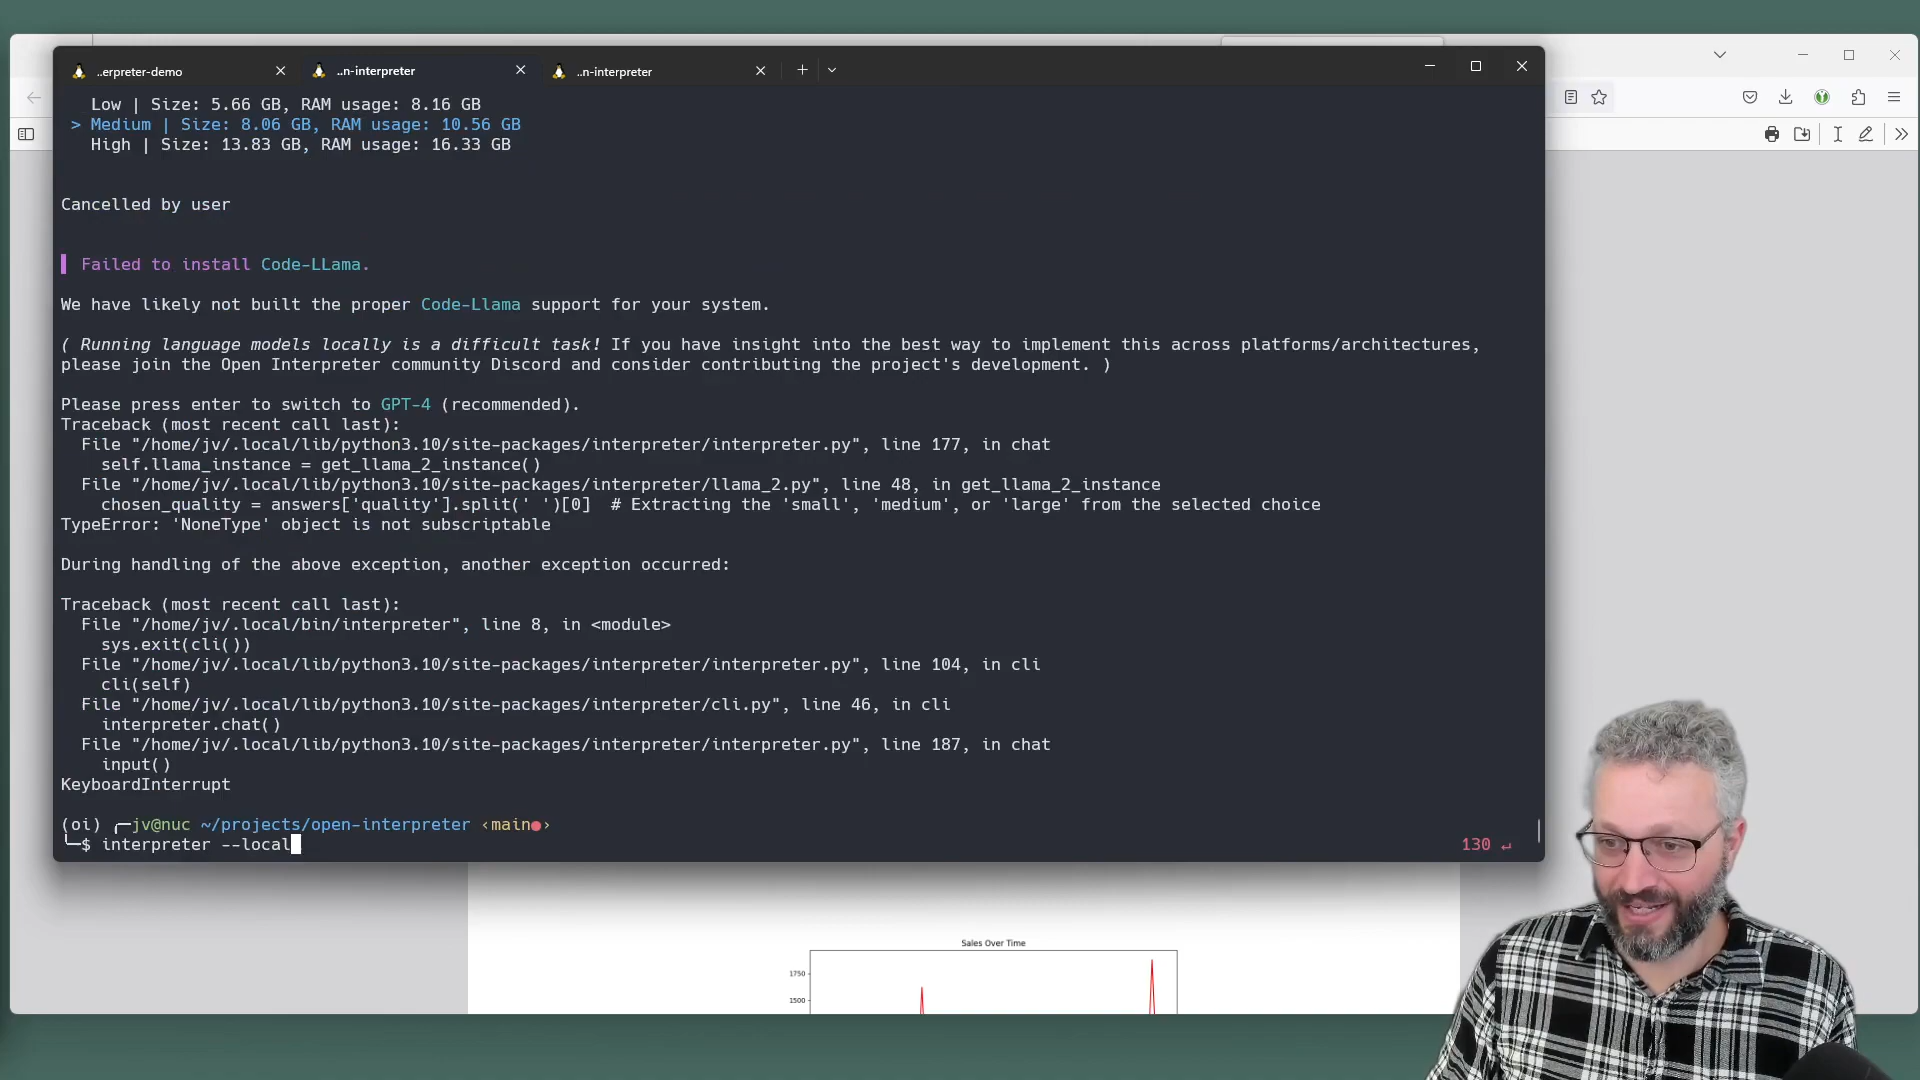 ..erpreter-demo
..n-interpreter
..n-interpreter
Low | Size: 5.66 GB, RAM usage: 8.16 GB
> Medium | Size: 8.06 GB, RAM usage: 10.56 GB
High | Size: 13.83 GB, RAM usage: 16.33 GB
Cancelled by user
Failed to install Code-LLama.
We have likely not built the proper Code-Llama support for your system.
( Running language models locally is a difficult task! If you have insight into the best way to implement this across platforms/architectures,
please join the Open Interpreter community Discord and consider contributing the project's development. )
Please press enter to switch to GPT-4 (recommended).
Traceback (most recent call last):
File "/home/jv/.local/lib/python3.10/site-packages/interpreter/interpreter.py", line 177, in chat
self.llama_instance = get_llama_2_instance()
File "/home/jv/.local/lib/python3.10/site-packages/interpreter/llama_2.py", line 48, in get_llama_2_instance
chosen_quality = answers['quality'].split(' ')[0]  # Extracting the 'small', 'medium', or 'large' from the selected choice
TypeError: 'NoneType' object is not subscriptable
During handling of the above exception, another exception occurred:
Traceback (most recent call last):
File "/home/jv/.local/bin/interpreter", line 8, in <module>
sys.exit(cli())
File "/home/jv/.local/lib/python3.10/site-packages/interpreter/interpreter.py", line 104, in cli
cli(self)
File "/home/jv/.local/lib/python3.10/site-packages/interpreter/cli.py", line 46, in cli
interpreter.chat()
File "/home/jv/.local/lib/python3.10/site-packages/interpreter/interpreter.py", line 187, in chat
input()
KeyboardInterrupt
(oi) ╭─jv@nuc ~/projects/open-interpreter ‹main●›
╰─$ interpreter --local 130 ↵
Sales Over Time
1750
1500